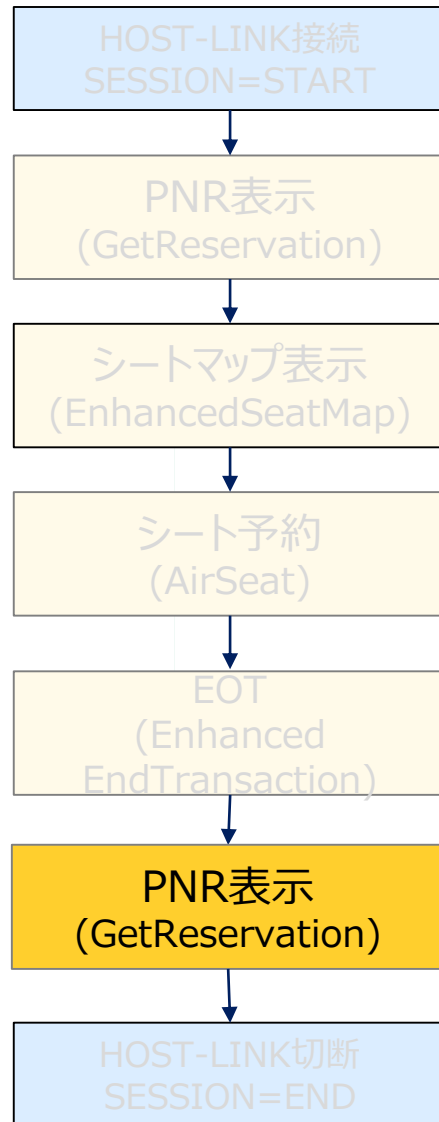 HOST-LINK接続
SESSION=START
PNR表示
(GetReservation)
シートマップ表示
(EnhancedSeatMap)
シート予約
(AirSeat)
EOT
(Enhanced
EndTransaction)
PNR表示
(GetReservation)
HOST-LINK切断
SESSION=END